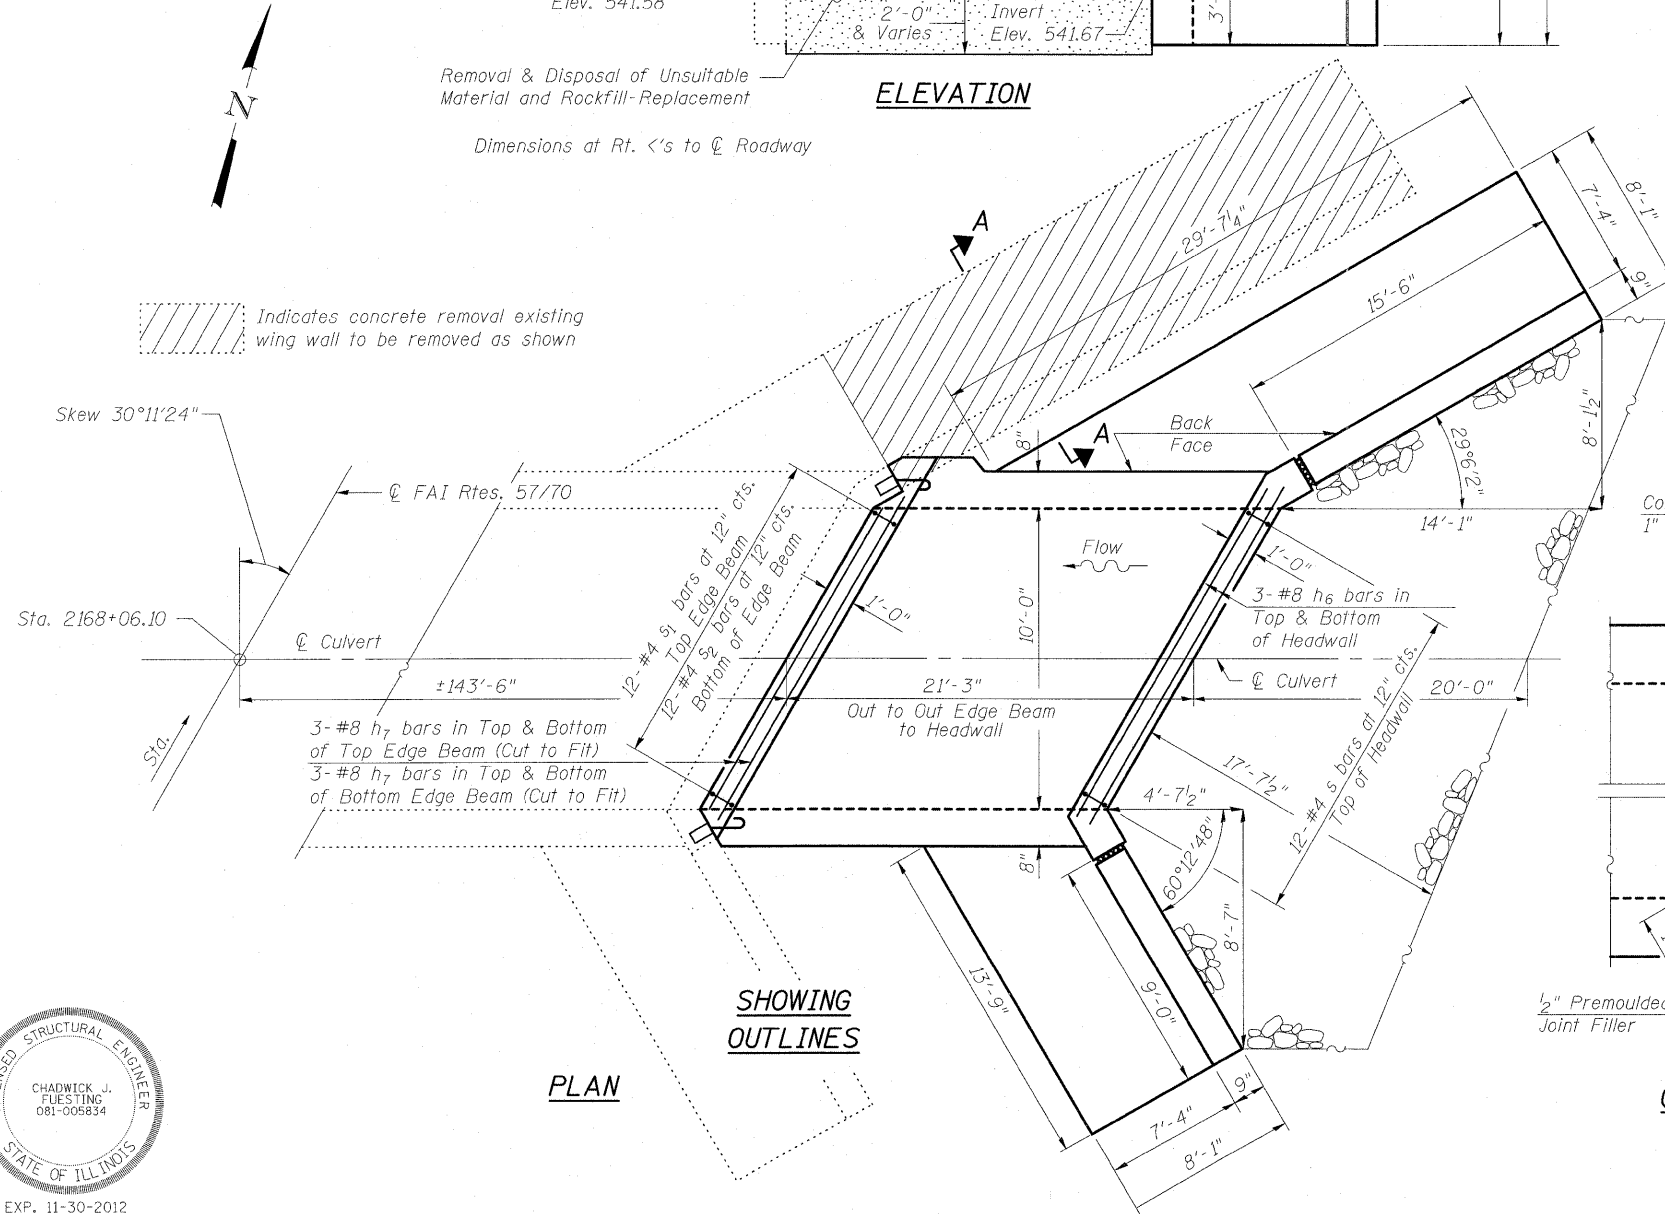 Elev. 541.58
2'-0"
& Varies
Invert
Elev. 541.67
3'
Removal & Disposal of Unsuitable
Material and Rockfill-Replacement
ELEVATION
Dimensions at Rt. <'s to ℄ Roadway
N
A
29'-7¼"
7'-4"
8'-1"
9"
15'-6"
Indicates concrete removal existing
wing wall to be removed as shown
Skew 30°11'24"
℄ FAI Rtes. 57/70
8"
A
Back
Face
8'-1½"
29°6'2"
14'-1"
Co
1"
Flow
1'-0"
12-#4 s1 bars at 12" cts.
Top Edge Beam
12-#4 s2 bars at 12" cts.
Bottom of Edge Beam
1'-0"
10'-0"
3-#8 h6 bars in
Top & Bottom
of Headwall
Sta. 2168+06.10
℄ Culvert
±143'-6"
21'-3"
Out to Out Edge Beam
to Headwall
℄ Culvert
20'-0"
Sta.
3-#8 h7 bars in Top & Bottom
of Top Edge Beam (Cut to Fit)
3-#8 h7 bars in Top & Bottom
of Bottom Edge Beam (Cut to Fit)
17'-7½"
12-#4 s bars at 12" cts.
Top of Headwall
4'-7½"
60°12'48"
8"
8'-7"
13'-9"
9'-0"
SHOWING
OUTLINES
½" Premoulded
Joint Filler
PLAN
9"
7'-4"
8'-1"
STRUCTURAL ENGINEER
CHADWICK J.
FUESTING
081-005834
STATE OF ILLINOIS
EXP. 11-30-2012